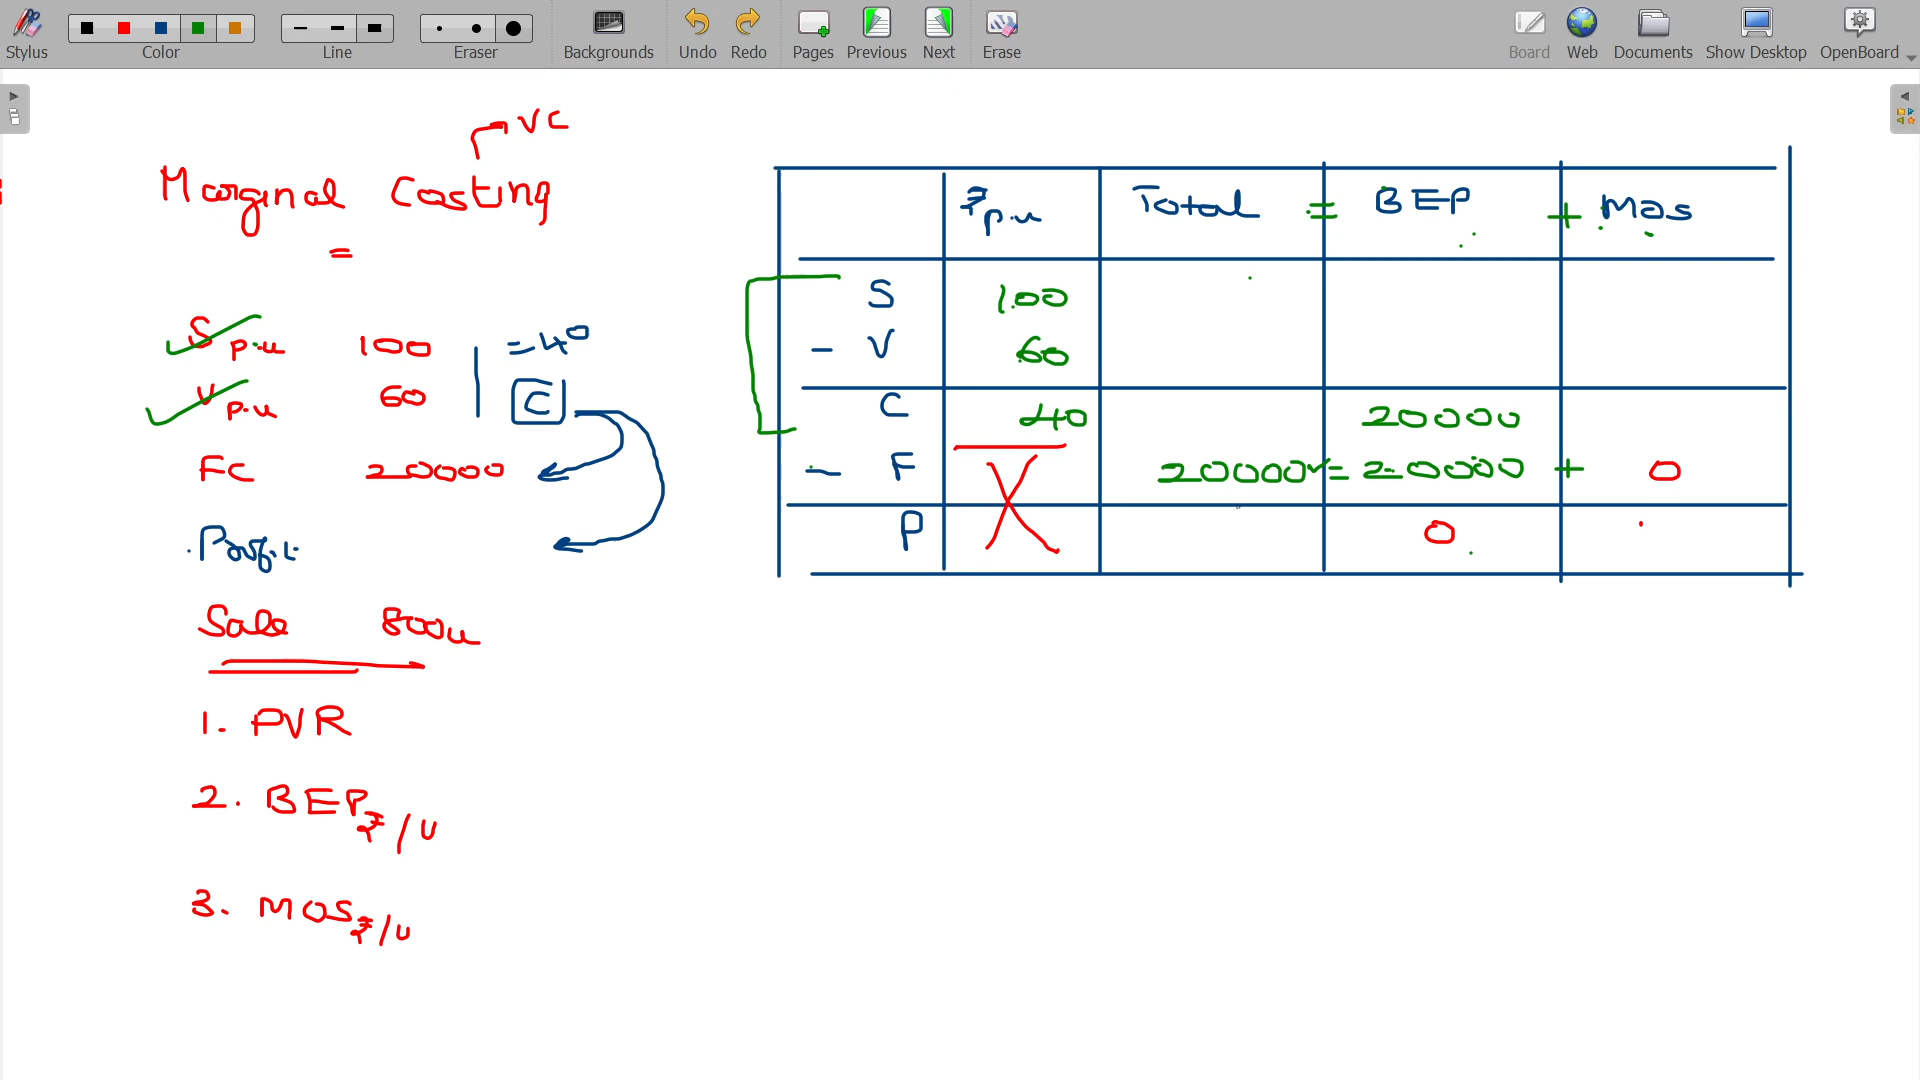 Stylus Color Line Eraser Backgrounds Undo Redo Pages Previous Next Erase Board Web Documents Show Desktop OpenBoard
VC
Marginal Costing
=
S p.u 100 = 40
V p.u 60 C
FC 20000
Profit
Sale 800u
1. PVR
2. BEP ₹/U
3. MOS ₹/U
₹ p.u Total = BEP + Mos
S 100
- V 60
C 40 20000
- F 20000 = 20000 + 0
P 0